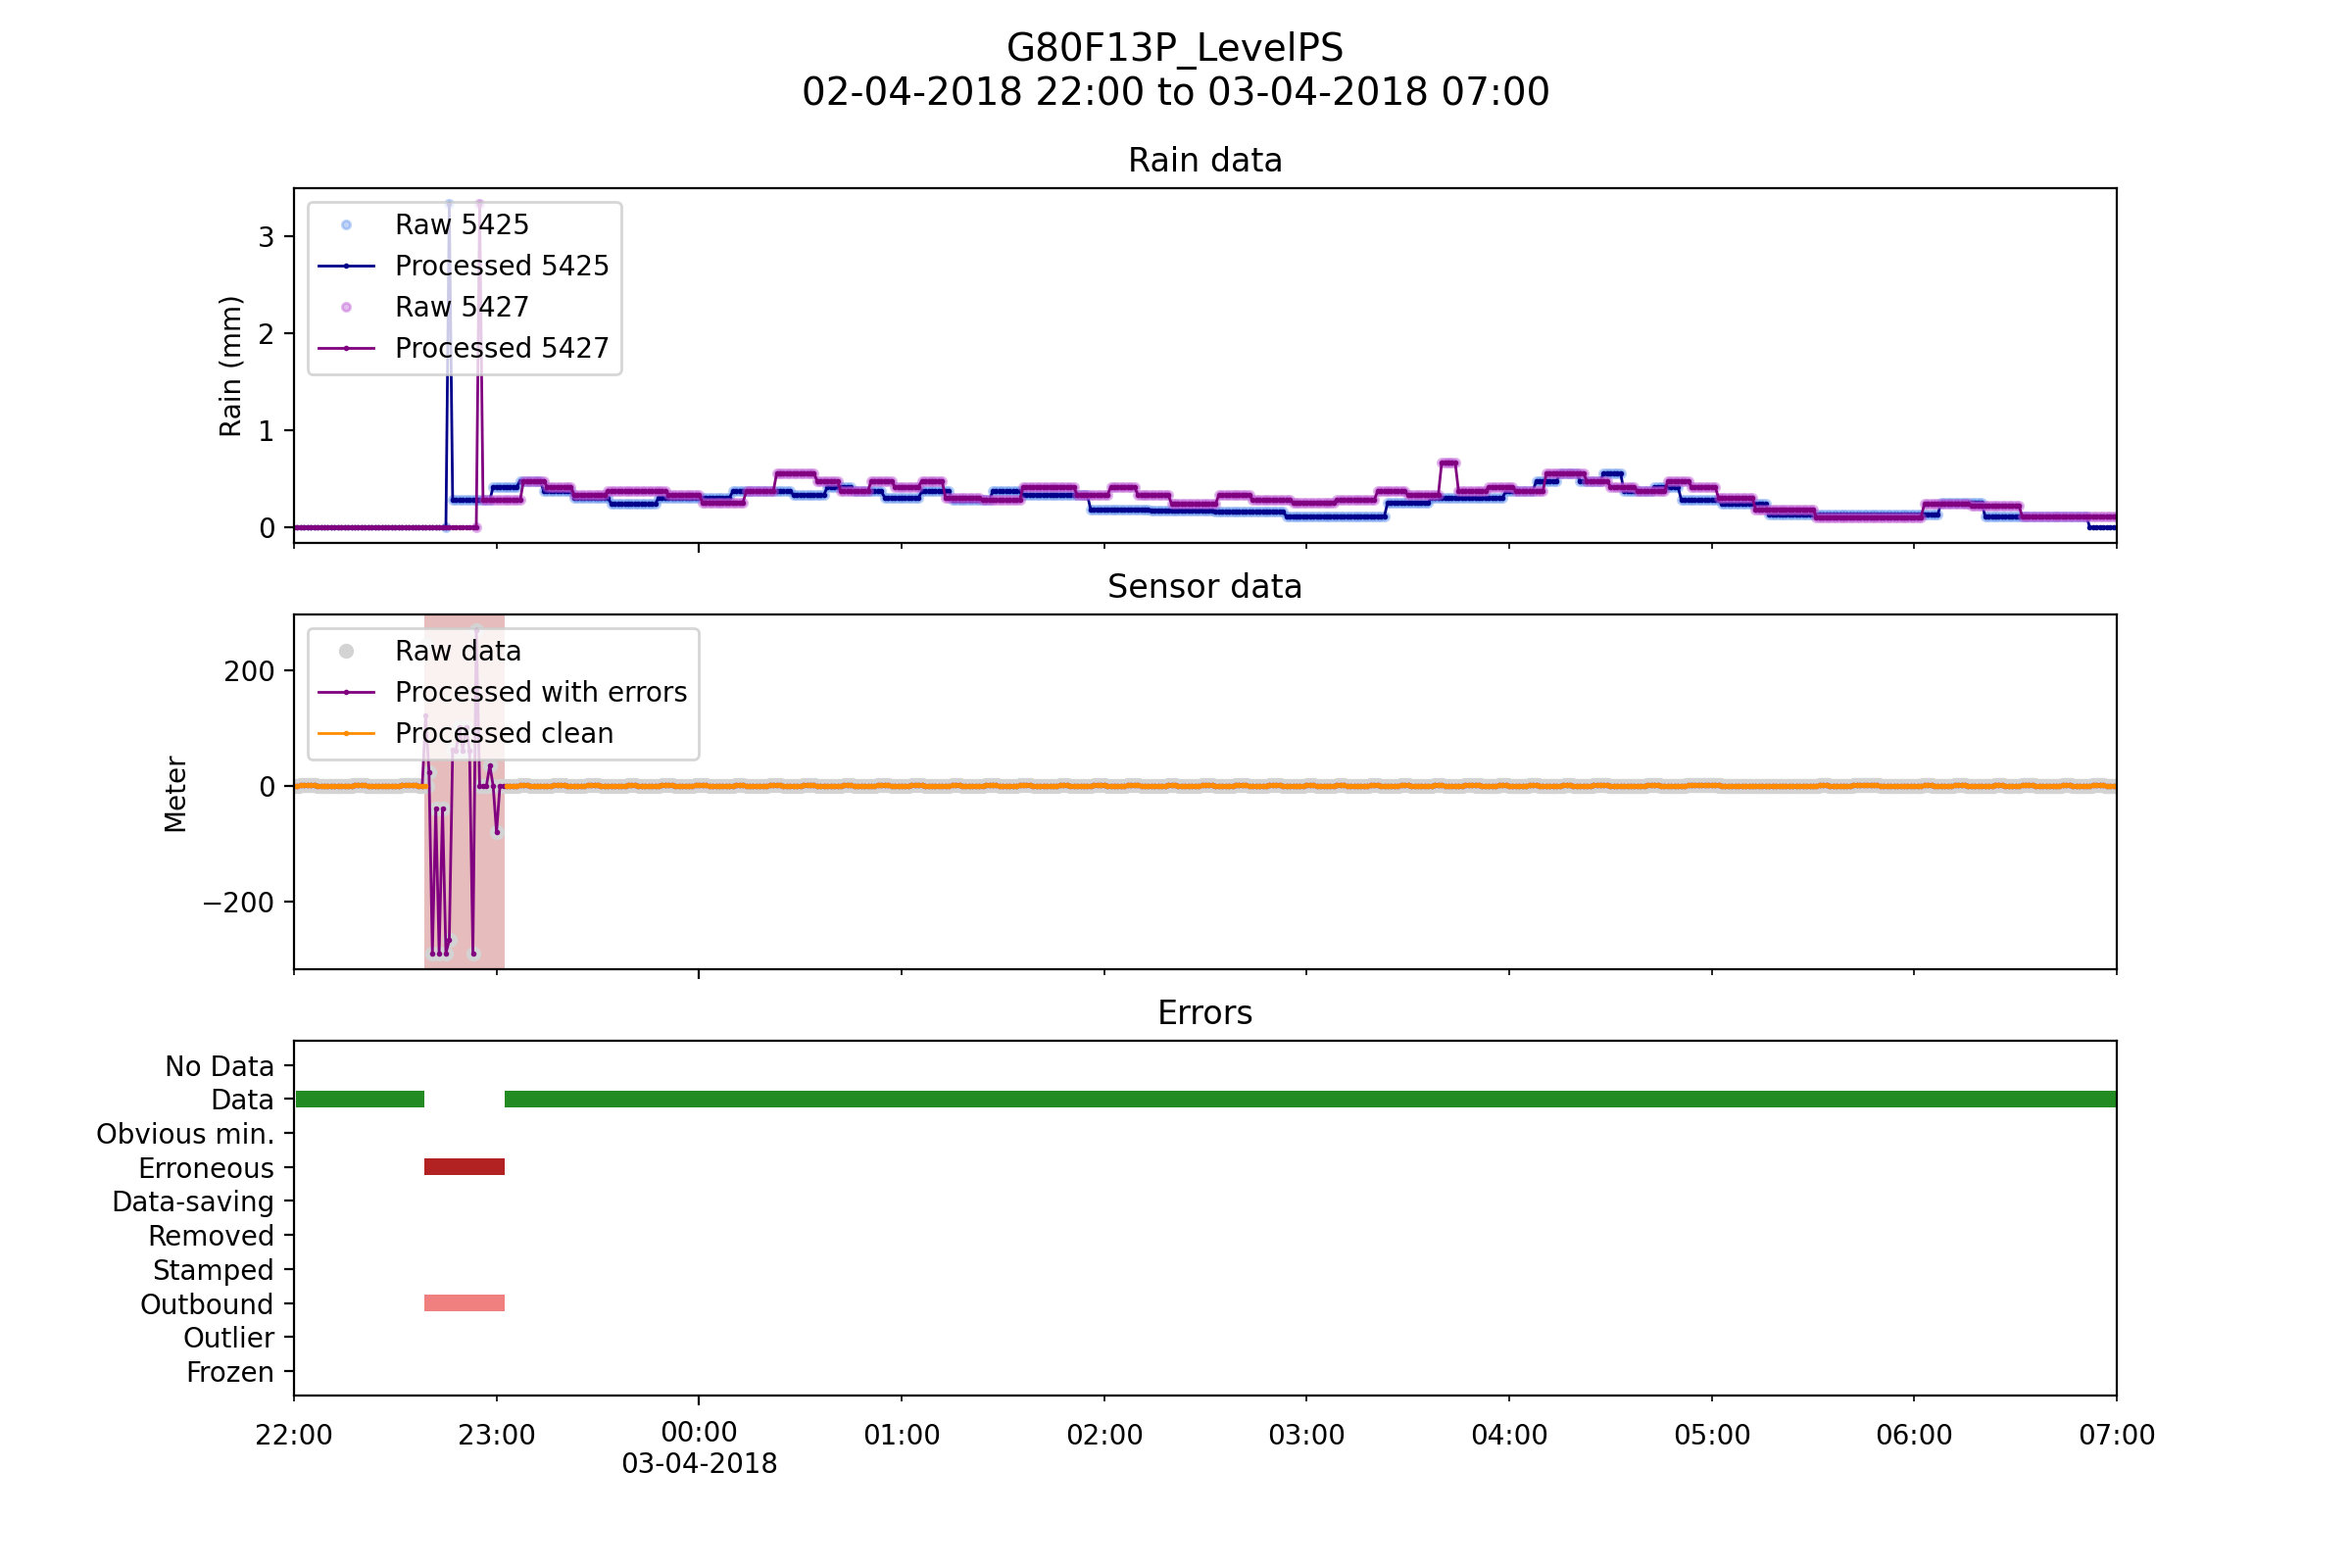 G80F13P_LevelPS
02-04-2018 22:00 to 03-04-2018 07:00
Rain data
Rain (mm)
3
2
1
0
Raw 5425
Processed 5425
Raw 5427
Processed 5427
Sensor data
Meter
200
0
−200
Raw data
Processed with errors
Processed clean
Errors
No Data
Data
Obvious min.
Erroneous
Data-saving
Removed
Stamped
Outbound
Outlier
Frozen
22:00 23:00 00:00 01:00 02:00 03:00 04:00 05:00 06:00 07:00
03-04-2018